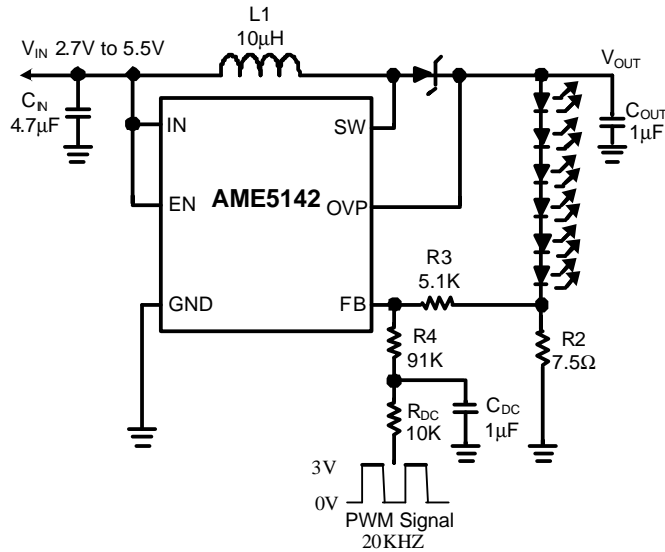 L1
10μH
VIN 2.7V to 5.5V
VOUT
CIN
4.7μF
COUT
1μF
IN
SW
EN
AME5142
OVP
R3
5.1K
GND
FB
R4
91K
R2
7.5Ω
RDC
10K
CDC
1μF
3V
0V
PWM Signal
20KHZ